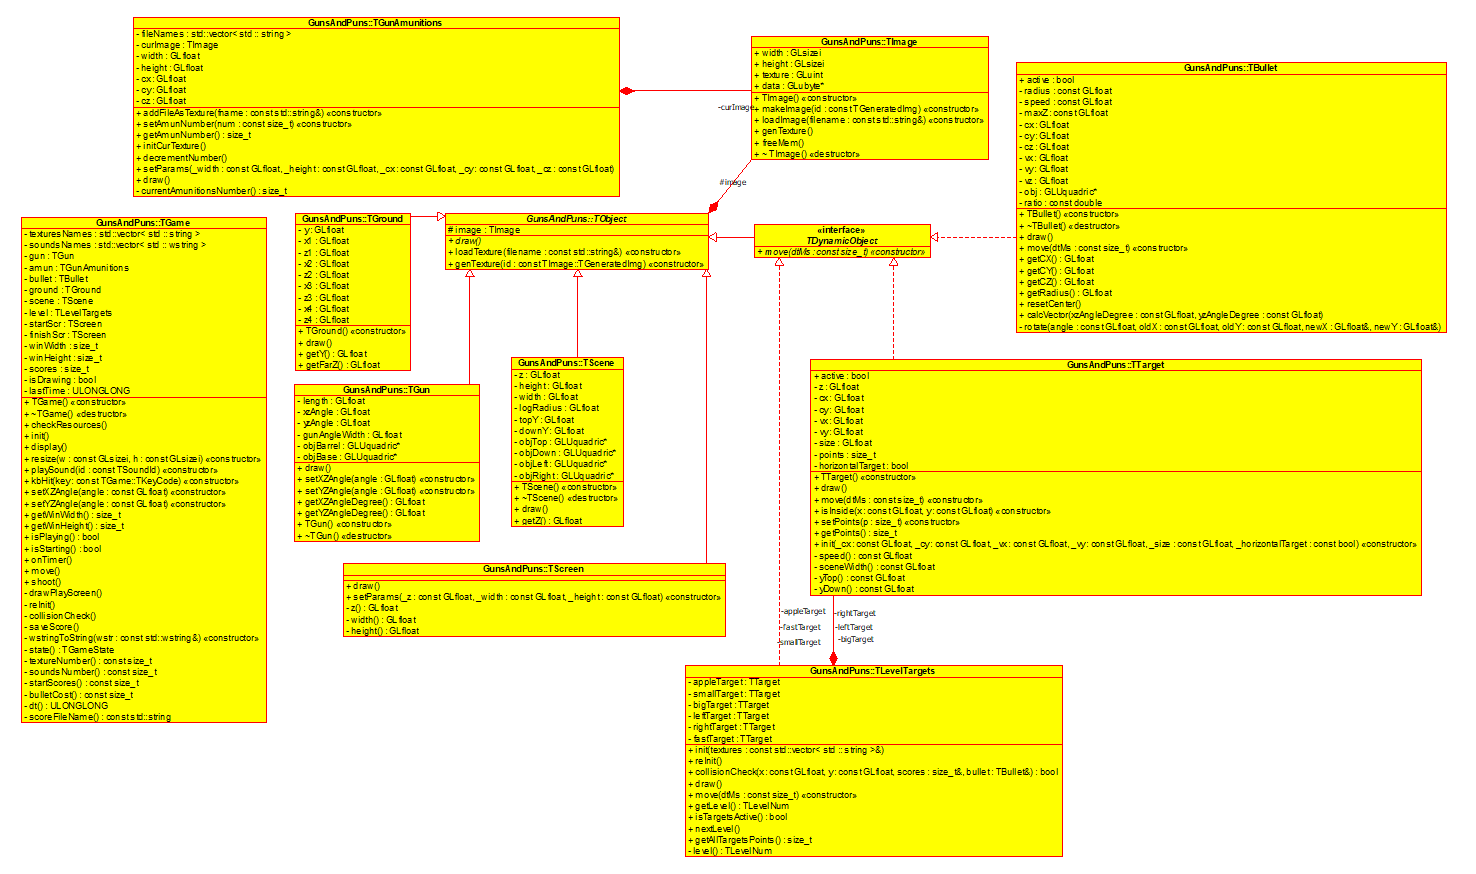 GunsAndPuns::TGunAmunitions
- fileNames : std::vector< std :: string >
- curImage : TImage
- width : GLfloat
- height : GLfloat
- cx : GLfloat
- cy : GLfloat
- cz : GLfloat
+ addFileAsTexture(fname : const std::string&) «constructor»
+ setAmunNumber(num : const size_t) «constructor»
+ getAmunNumber() : size_t
+ initCurTexture()
+ decrementNumber()
+ setParams(_width : const GLfloat, _height : const GLfloat, _cx : const GLfloat, _cy : const GLfloat, _cz : const GLfloat)
+ draw()
- currentAmunitionsNumber() : size_t
GunsAndPuns::TImage
+ width : GLsizei
+ height : GLsizei
+ texture : GLuint
+ data : GLubyte*
+ TImage() «constructor»
+ makeImage(id : const TGeneratedImg) «constructor»
+ loadImage(filename : const std::string&) «constructor»
+ genTexture()
+ freeMem()
+ ~ TImage() «destructor»
-curImage
#image
GunsAndPuns::TBullet
+ active : bool
- radius : const GLfloat
- speed : const GLfloat
- maxZ : const GLfloat
- cx : GLfloat
- cy : GLfloat
- cz : GLfloat
- vx : GLfloat
- vy : GLfloat
- vz : GLfloat
- obj : GLUquadric*
- ratio : const double
+ TBullet() «constructor»
+ ~TBullet() «destructor»
+ draw()
+ move(dtMs : const size_t) «constructor»
+ getCX() : GLfloat
+ getCY() : GLfloat
+ getCZ() : GLfloat
+ getRadius() : GLfloat
+ resetCenter()
+ calcVector(xzAngleDegree : const GLfloat, yzAngleDegree : const GLfloat)
- rotate(angle : const GLfloat, oldX : const GLfloat, oldY : const GLfloat, newX : GLfloat&, newY : GLfloat&)
GunsAndPuns::TGame
- texturesNames : std::vector< std :: string >
- soundsNames : std::vector< std :: wstring >
- gun : TGun
- amun : TGunAmunitions
- bullet : TBullet
- ground : TGround
- scene : TScene
- level : TLevelTargets
- startScr : TScreen
- finishScr : TScreen
- winWidth : size_t
- winHeight : size_t
- scores : size_t
- isDrawing : bool
- lastTime : ULONGLONG
+ TGame() «constructor»
+ ~TGame() «destructor»
+ checkResources()
+ init()
+ display()
+ resize(w : const GLsizei, h : const GLsizei) «constructor»
+ playSound(id : const TSoundId) «constructor»
+ kbHit(key : const TGame::TKeyCode) «constructor»
+ setXZAngle(angle : const GLfloat) «constructor»
+ setYZAngle(angle : const GLfloat) «constructor»
+ getWinWidth() : size_t
+ getWinHeight() : size_t
+ isPlaying() : bool
+ isStarting() : bool
+ onTimer()
+ move()
+ shoot()
- drawPlayScreen()
- reInit()
- collisionCheck()
- saveScore()
- wstringToString(wstr : const std::wstring&) «constructor»
- state() : TGameState
- textureNumber() : const size_t
- soundsNumber() : const size_t
- startScores() : const size_t
- bulletCost() : const size_t
- dt() : ULONGLONG
- scoreFileName() : const std::string
GunsAndPuns::TGround
- y : GLfloat
- x1 : GLfloat
- z1 : GLfloat
- x2 : GLfloat
- z2 : GLfloat
- x3 : GLfloat
- z3 : GLfloat
- x4 : GLfloat
- z4 : GLfloat
+ TGround() «constructor»
+ draw()
+ getY() : GLfloat
+ getFarZ() : GLfloat
GunsAndPuns::TObject
# image : TImage
+ draw()
+ loadTexture(filename : const std::string&) «constructor»
+ genTexture(id : const TImage::TGeneratedImg) «constructor»
«interface»
TDynamicObject
+ move(dtMs : const size_t) «constructor»
GunsAndPuns::TGun
- length : GLfloat
- xzAngle : GLfloat
- yzAngle : GLfloat
- gunAngleWidth : GLfloat
- objBarrel : GLUquadric*
- objBase : GLUquadric*
+ draw()
+ setXZAngle(angle : GLfloat) «constructor»
+ setYZAngle(angle : GLfloat) «constructor»
+ getXZAngleDegree() : GLfloat
+ getYZAngleDegree() : GLfloat
+ TGun() «constructor»
+ ~TGun() «destructor»
GunsAndPuns::TScene
- z : GLfloat
- height : GLfloat
- width : GLfloat
- logRadius : GLfloat
- topY : GLfloat
- downY : GLfloat
- objTop : GLUquadric*
- objDown : GLUquadric*
- objLeft : GLUquadric*
- objRight : GLUquadric*
+ TScene() «constructor»
+ ~TScene() «destructor»
+ draw()
+ getZ() : GLfloat
GunsAndPuns::TTarget
+ active : bool
- z : GLfloat
- cx : GLfloat
- cy : GLfloat
- vx : GLfloat
- vy : GLfloat
- size : GLfloat
- points : size_t
- horizontalTarget : bool
+ TTarget() «constructor»
+ draw()
+ move(dtMs : const size_t) «constructor»
+ isInside(x : const GLfloat, y : const GLfloat) «constructor»
+ setPoints(p : size_t) «constructor»
+ getPoints() : size_t
+ init(_cx : const GLfloat, _cy : const GLfloat, _vx : const GLfloat, _vy : const GLfloat, _size : const GLfloat, _horizontalTarget : const bool) «constructor»
- speed() : const GLfloat
- sceneWidth() : const GLfloat
- yTop() : const GLfloat
- yDown() : const GLfloat
GunsAndPuns::TScreen
+ draw()
+ setParams(_z : const GLfloat, _width : const GLfloat, _height : const GLfloat) «constructor»
- z() : GLfloat
- width() : GLfloat
- height() : GLfloat
-appleTarget
-rightTarget
-fastTarget
-leftTarget
-smallTarget
-bigTarget
GunsAndPuns::TLevelTargets
- appleTarget : TTarget
- smallTarget : TTarget
- bigTarget : TTarget
- leftTarget : TTarget
- rightTarget : TTarget
- fastTarget : TTarget
+ init(textures : const std::vector< std :: string >&)
+ reInit()
+ collisionCheck(x : const GLfloat, y : const GLfloat, scores : size_t&, bullet : TBullet&) : bool
+ draw()
+ move(dtMs : const size_t) «constructor»
+ getLevel() : TLevelNum
+ isTargetsActive() : bool
+ nextLevel()
+ getAllTargetsPoints() : size_t
- level() : TLevelNum